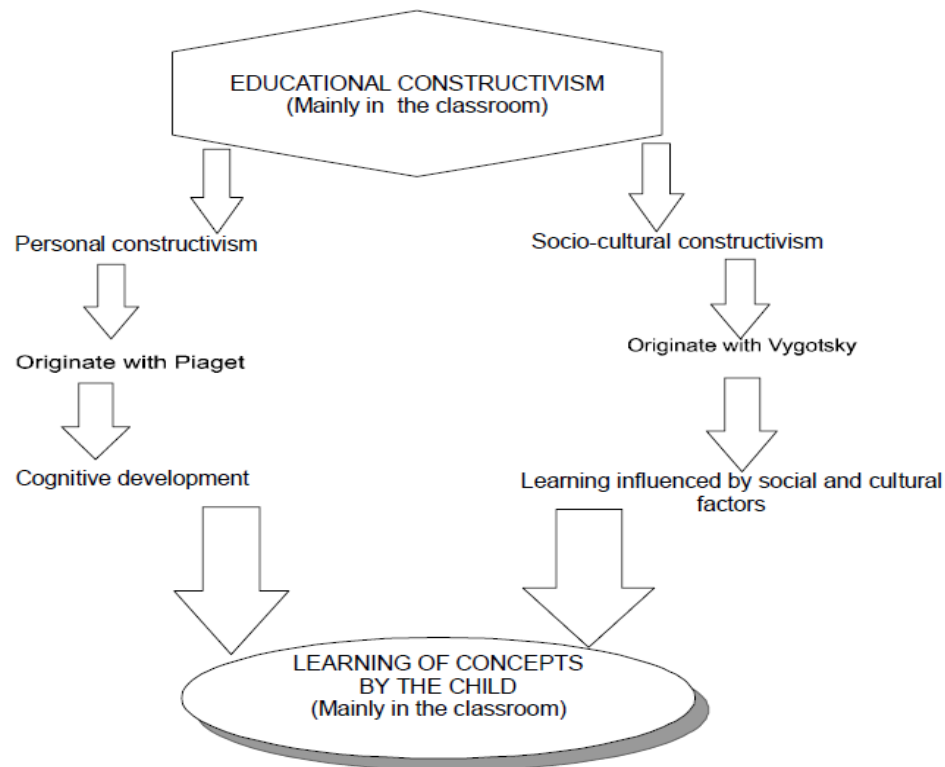 EDUCATIONAL CONSTRUCTIVISM
(Mainly in the classroom)
Personal constructivism
Socio-cultural constructivism
Originate with Piaget
Originate with Vygotsky
Cognitive development
Learning influenced by social and cultural
factors
LEARNING OF CONCEPTS
BY THE CHILD
(Mainly in the classroom)